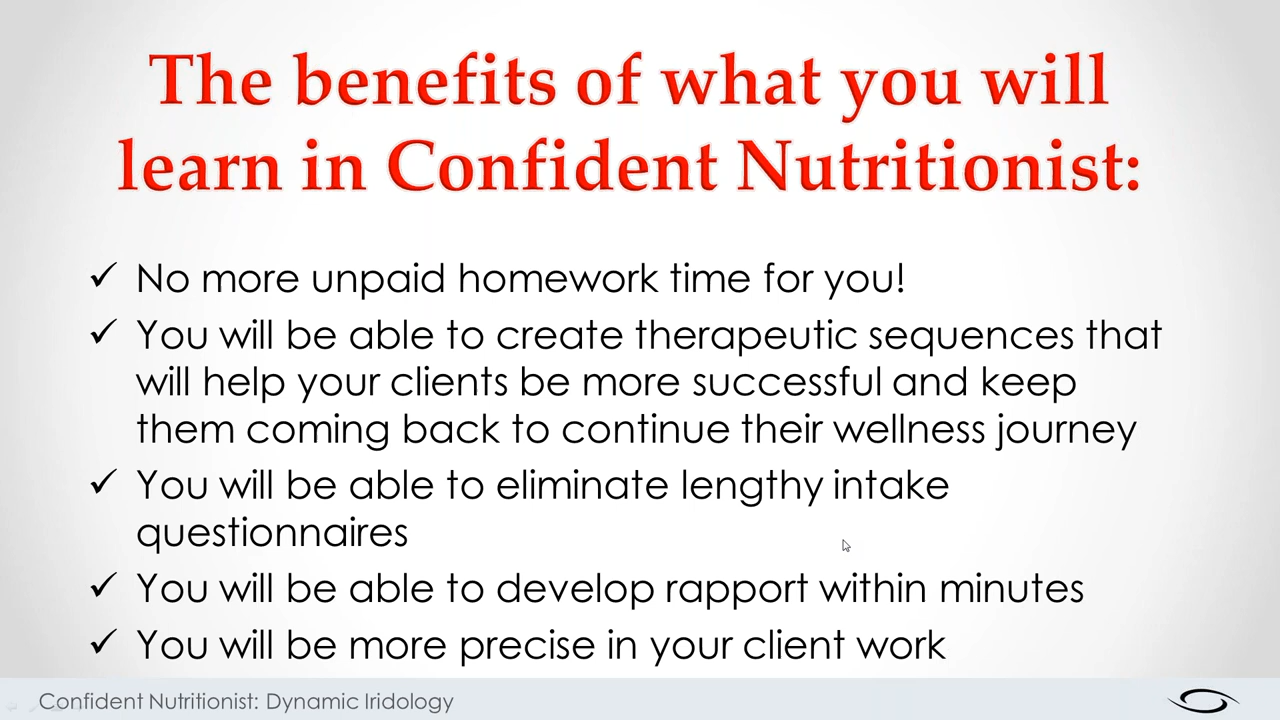 The benefits of what you will
learn in Confident Nutritionist:
✓ No more unpaid homework time for you!
✓ You will be able to create therapeutic sequences that
will help your clients be more successful and keep
them coming back to continue their wellness journey
✓ You will be able to eliminate lengthy intake
questionnaires
✓ You will be able to develop rapport within minutes
✓ You will be more precise in your client work
Confident Nutritionist: Dynamic Iridology